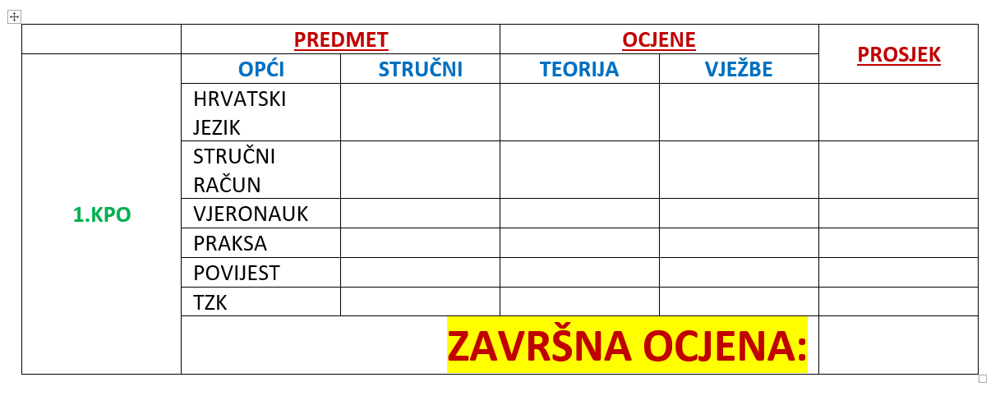 PREDMET OCJENE PROSJEK
OPĆI STRUČNI TEORIJA VJEŽBE
HRVATSKI
JEZIK
STRUČNI
RAČUN
1.KPO
VJERONAUK
PRAKSA
POVIJEST
TZK
ZAVRŠNA OCJENA: